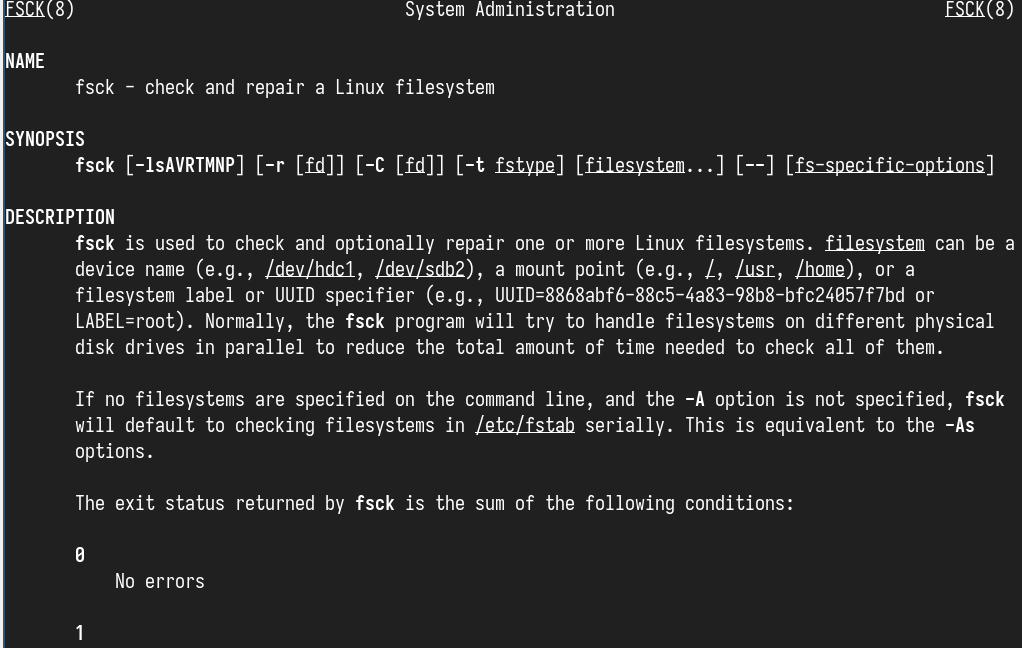 FSCK(8) System Administration FSCK(8)
NAME
fsck - check and repair a Linux filesystem
SYNOPSIS
fsck [-lsAVRTMNP] [-r [fd]] [-C [fd]] [-t fstype] [filesystem...] [--] [fs-specific-options]
DESCRIPTION
fsck is used to check and optionally repair one or more Linux filesystems. filesystem can be a
device name (e.g., /dev/hdc1, /dev/sdb2), a mount point (e.g., /, /usr, /home), or a
filesystem label or UUID specifier (e.g., UUID=8868abf6-88c5-4a83-98b8-bfc24057f7bd or
LABEL=root). Normally, the fsck program will try to handle filesystems on different physical
disk drives in parallel to reduce the total amount of time needed to check all of them.
If no filesystems are specified on the command line, and the -A option is not specified, fsck
will default to checking filesystems in /etc/fstab serially. This is equivalent to the -As
options.
The exit status returned by fsck is the sum of the following conditions:
0
No errors
1